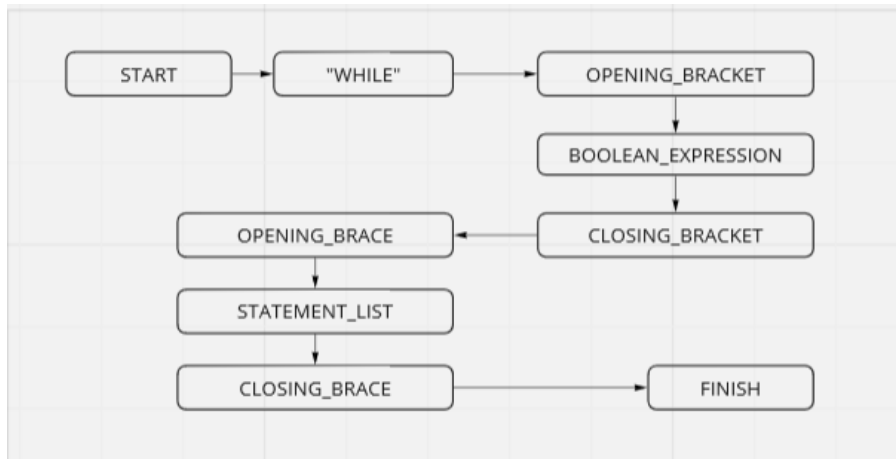 START
"WHILE"
OPENING_BRACKET
BOOLEAN_EXPRESSION
CLOSING_BRACKET
OPENING_BRACE
STATEMENT_LIST
CLOSING_BRACE
FINISH